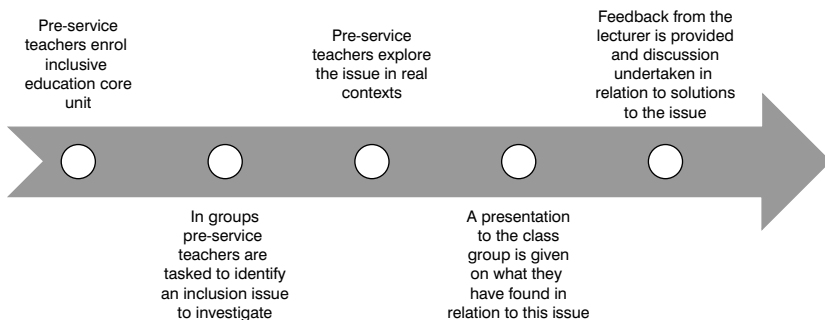 Pre-service
teachers enrol
inclusive
education core
unit
In groups
pre-service
teachers are
tasked to identify
an inclusion issue
to investigate
Pre-service
teachers explore
the issue in real
contexts
A presentation
to the class
group is given
on what they
have found in
relation to this issue
Feedback from the
lecturer is provided
and discussion
undertaken in
relation to solutions
to the issue